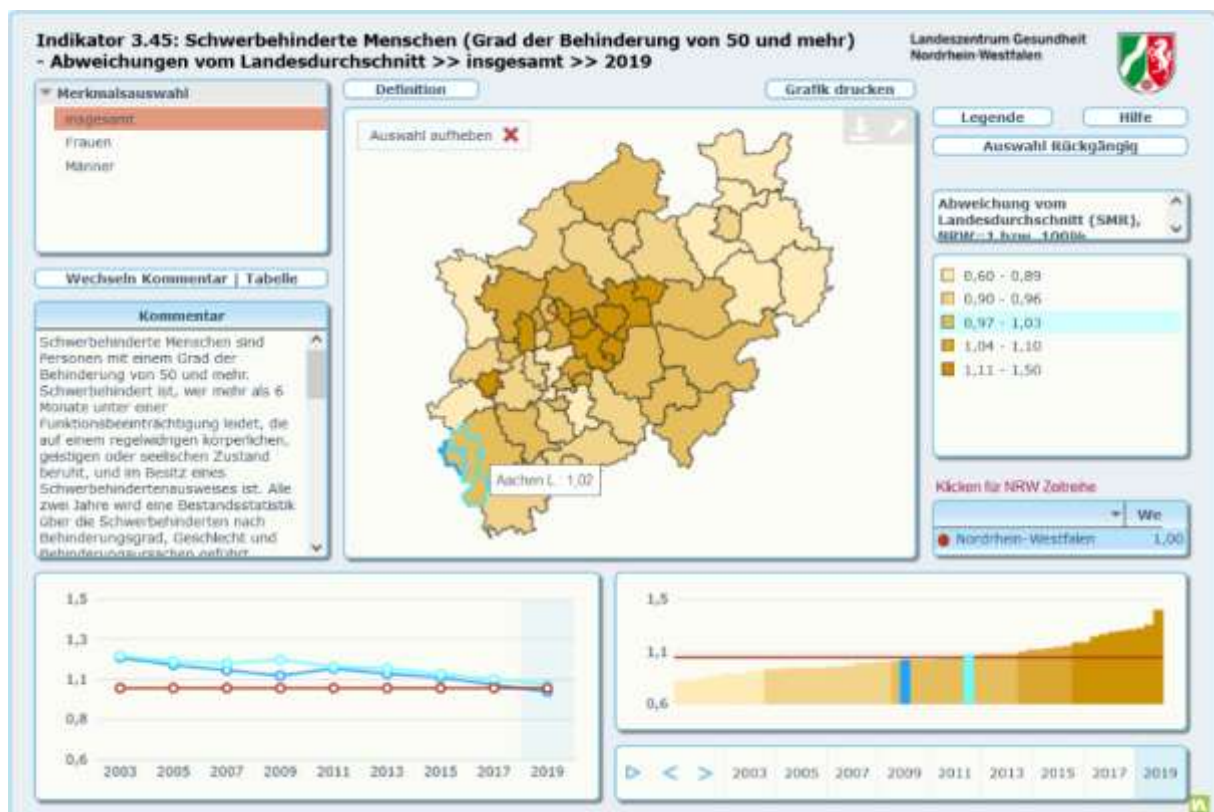 Indikator 3.45: Schwerbehinderte Menschen (Grad der Behinderung von 50 und mehr)
- Abweichungen vom Landesdurchschnitt >> insgesamt >> 2019
Landeszentrum Gesundheit
Nordrhein-Westfalen
Merkmalsauswahl
insgesamt
Frauen
Männer
Definition
Grafik drucken
Auswahl aufheben
Legende
Hilfe
Auswahl Rückgängig
Abweichung vom
Landesdurchschnitt (SMR),
NRW=1 bzw. 100%
0,60 - 0,89
0,90 - 0,96
0,97 - 1,03
1,04 - 1,10
1,11 - 1,50
Wechseln Kommentar | Tabelle
Kommentar
Schwerbehinderte Menschen sind
Personen mit einem Grad der
Behinderung von 50 und mehr.
Schwerbehindert ist, wer mehr als 6
Monate unter einer
Funktionsbeeinträchtigung leidet, die
auf einem regelwidrigen körperlichen,
geistigen oder seelischen Zustand
beruht, und im Besitz eines
Schwerbehindertenausweises ist. Alle
zwei Jahre wird eine Bestandsstatistik
über die Schwerbehinderten nach
Behinderungsgrad, Geschlecht und
Behinderungsursachen geführt
Aachen L.: 1,02
Klicken für NRW Zeitreihe
We
Nordrhein-Westfalen 1,00
1,5
1,3
1,1
0,8
0,6
2003 2005 2007 2009 2011 2013 2015 2017 2019
1,5
1,1
0,6
2003 2005 2007 2009 2011 2013 2015 2017 2019